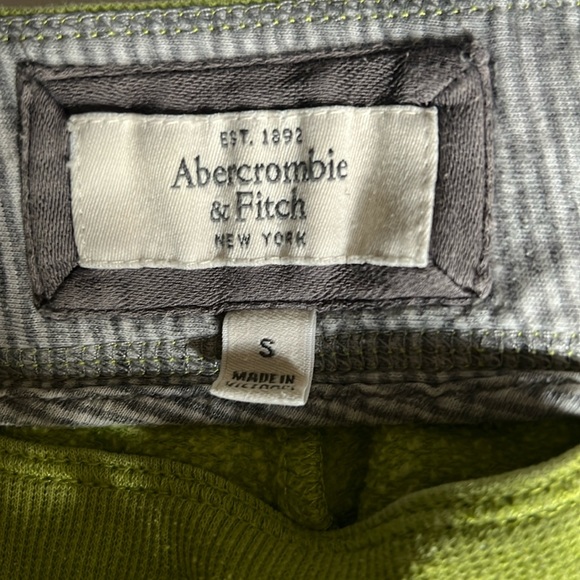 EST. 1892
Abercrombie
& Fitch
NEW YORK
S
MADE IN